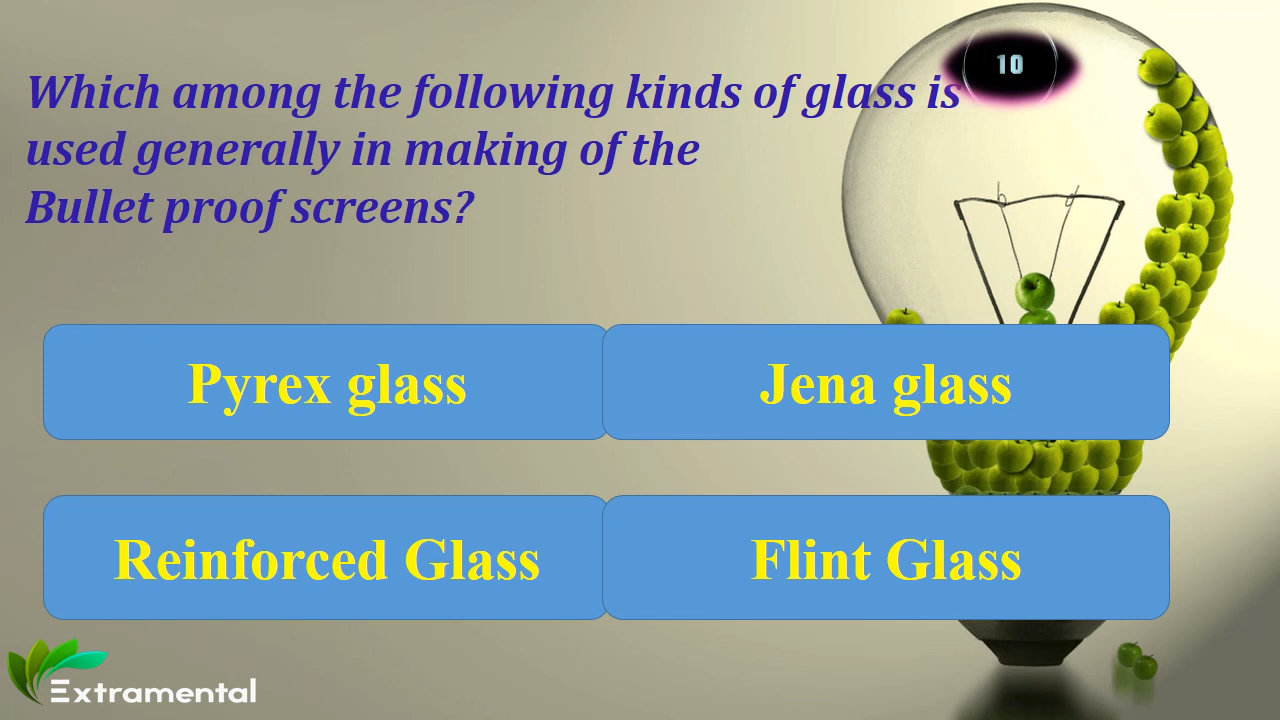 10
Which among the following kinds of glass is
used generally in making of the
Bullet proof screens?
Pyrex glass
Jena glass
Reinforced Glass
Flint Glass
Extramental